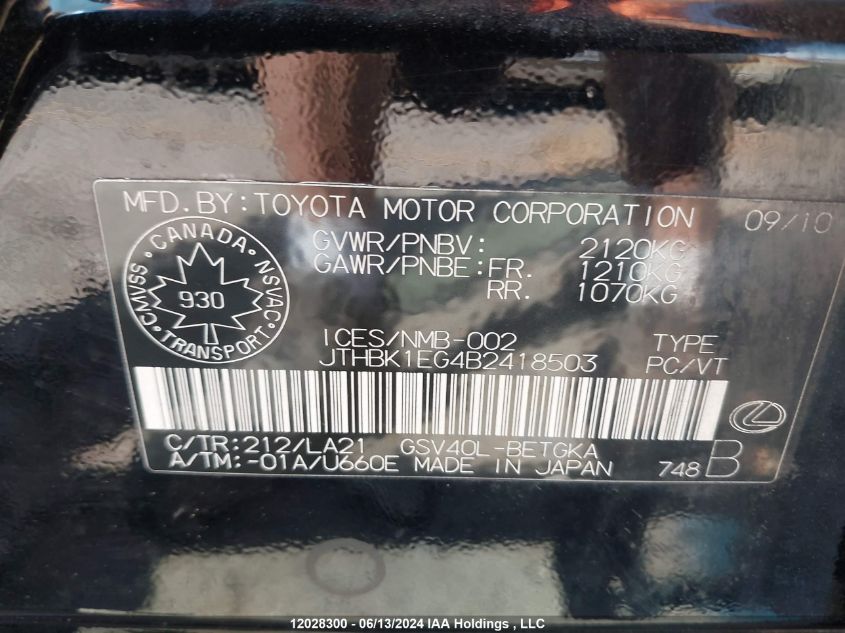 MFD.BY:TOYOTA MOTOR CORPORATION 09/10
GVWR/PNBV: 2120KG
GAWR/PNBE:FR. 1210KG
RR. 1070KG
CANADA
CMVSS 930 NSVAC
TRANSPORT
ICES/NMB-002 TYPE
JTHBK1EG4B2418503 PC/VT
C/TR:212/LA21 GSV40L-BETGKA
A/TM:-01A/U660E MADE IN JAPAN 748 B
12028300 - 06/13/2024 IAA Holdings , LLC